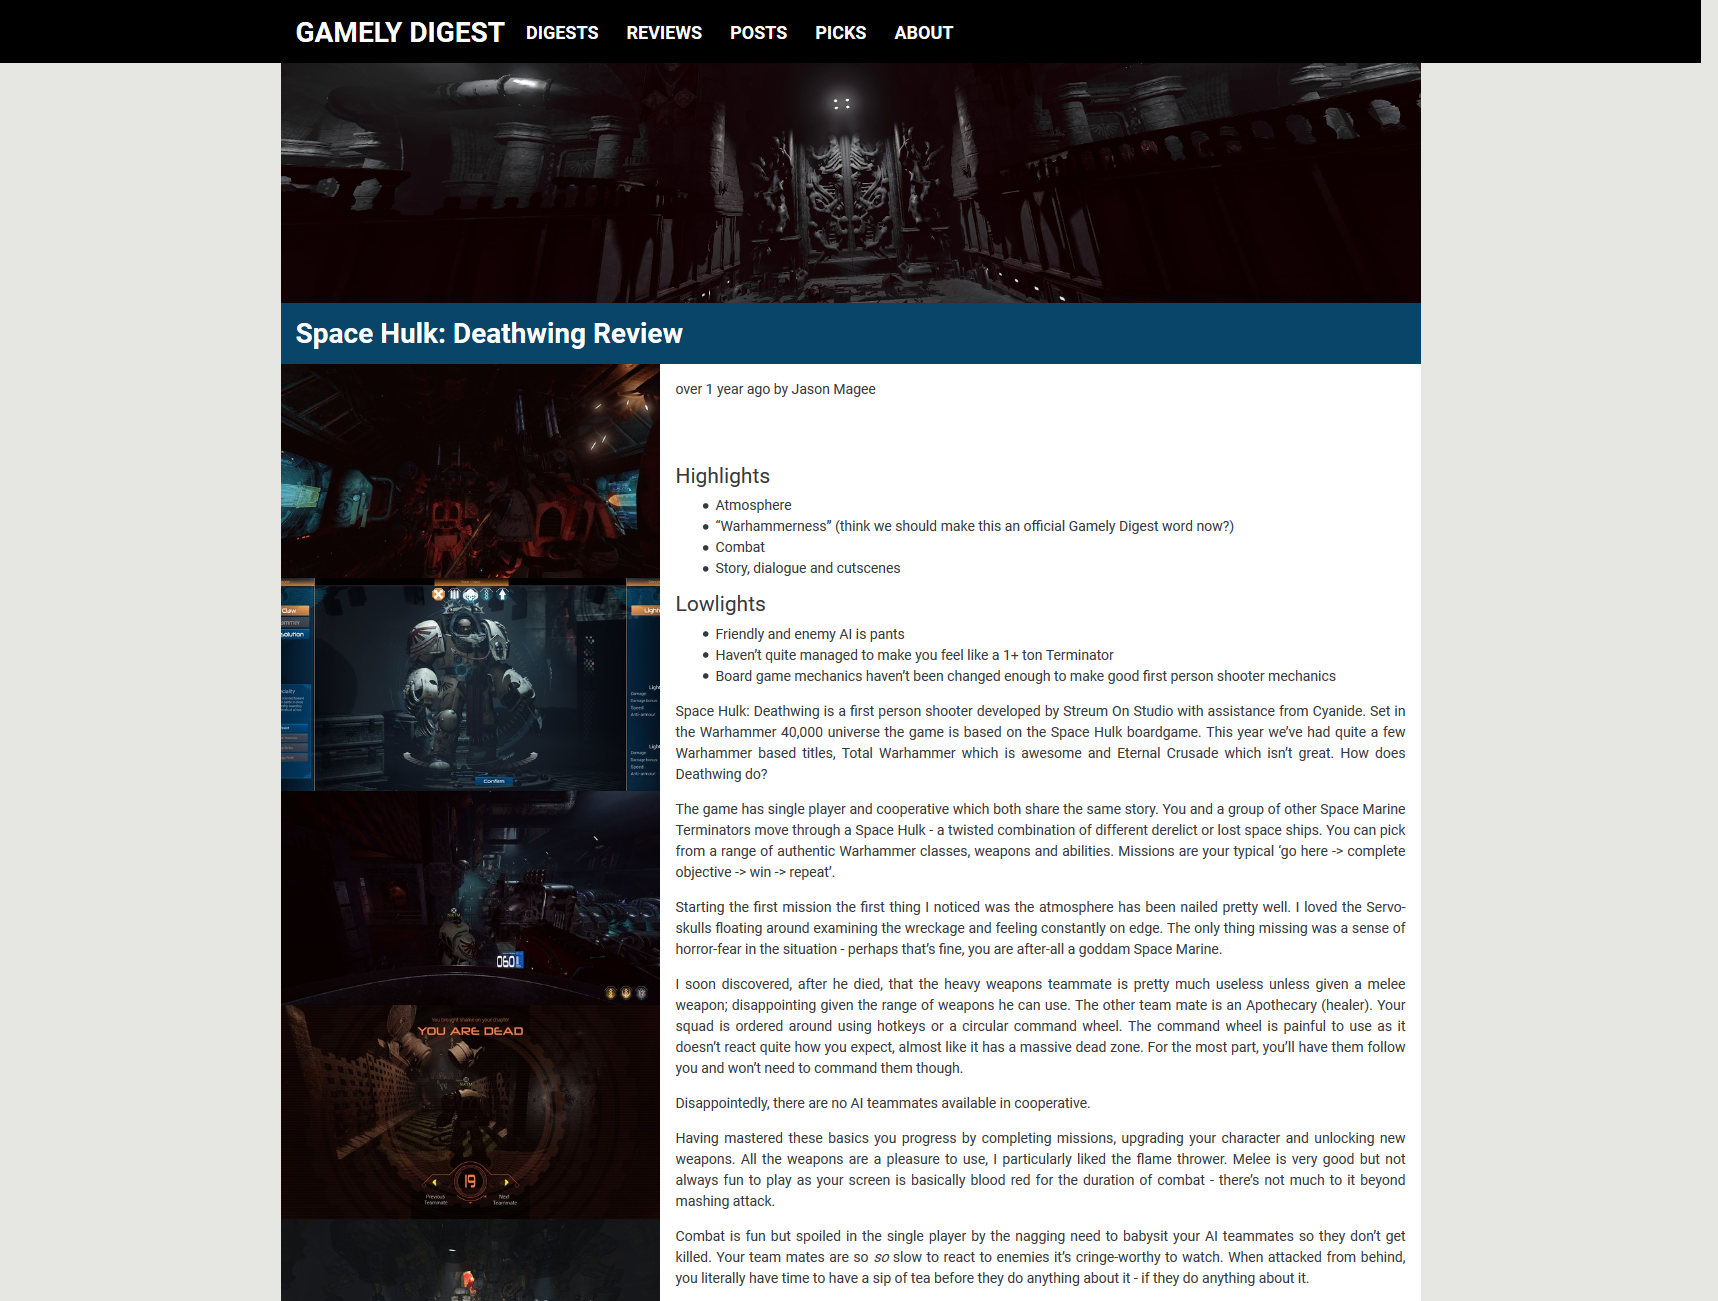 GAMELY DIGEST DIGESTS REVIEWS POSTS PICKS ABOUT
Space Hulk: Deathwing Review
over 1 year ago by Jason Magee
Highlights
Atmosphere
“Warhammerness” (think we should make this an official Gamely Digest word now?)
Combat
Story, dialogue and cutscenes
Lowlights
Friendly and enemy AI is pants
Haven’t quite managed to make you feel like a 1+ ton Terminator
Board game mechanics haven’t been changed enough to make good first person shooter mechanics
Space Hulk: Deathwing is a first person shooter developed by Streum On Studio with assistance from Cyanide. Set in
the Warhammer 40,000 universe the game is based on the Space Hulk boardgame. This year we’ve had quite a few
Warhammer based titles, Total Warhammer which is awesome and Eternal Crusade which isn’t great. How does
Deathwing do?
The game has single player and cooperative which both share the same story. You and a group of other Space Marine
Terminators move through a Space Hulk - a twisted combination of different derelict or lost space ships. You can pick
from a range of authentic Warhammer classes, weapons and abilities. Missions are your typical ‘go here -> complete
objective -> win -> repeat’.
Starting the first mission the first thing I noticed was the atmosphere has been nailed pretty well. I loved the Servo-
skulls floating around examining the wreckage and feeling constantly on edge. The only thing missing was a sense of
horror-fear in the situation - perhaps that’s fine, you are after-all a goddam Space Marine.
I soon discovered, after he died, that the heavy weapons teammate is pretty much useless unless given a melee
weapon; disappointing given the range of weapons he can use. The other team mate is an Apothecary (healer). Your
squad is ordered around using hotkeys or a circular command wheel. The command wheel is painful to use as it
doesn’t react quite how you expect, almost like it has a massive dead zone. For the most part, you’ll have them follow
you and won’t need to command them though.
Disappointedly, there are no AI teammates available in cooperative.
Having mastered these basics you progress by completing missions, upgrading your character and unlocking new
weapons. All the weapons are a pleasure to use, I particularly liked the flame thrower. Melee is very good but not
always fun to play as your screen is basically blood red for the duration of combat - there’s not much to it beyond
mashing attack.
Combat is fun but spoiled in the single player by the nagging need to babysit your AI teammates so they don’t get
killed. Your team mates are so so slow to react to enemies it’s cringe-worthy to watch. When attacked from behind,
you literally have time to have a sip of tea before they do anything about it - if they do anything about it.
Claw
Confirm
Damage
Speed
Anti-armour
Damage
Speed
Anti-armour
060
You brought shame on your chapter
YOU ARE DEAD
19
Previous Teammate
Next Teammate